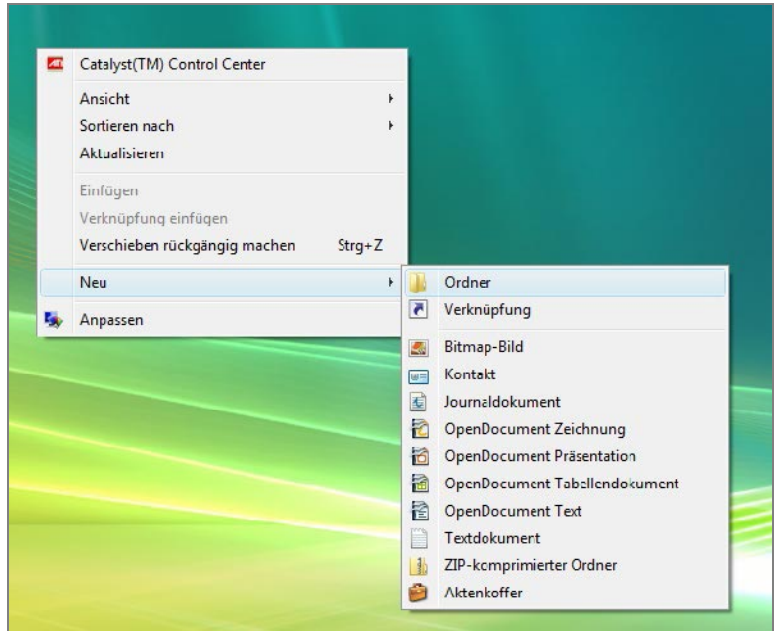 Catalyst(TM) Control Center
Ansicht
Sortieren nach
Aktualisieren
Einfügen
Verknüpfung einfügen
Verschieben rückgängig machen Strg+Z
Neu
Anpassen
Ordner
Verknüpfung
Bitmap-Bild
Kontakt
Journaldokument
OpenDocument Zeichnung
OpenDocument Präsentation
OpenDocument Tabellendokument
OpenDocument Text
Textdokument
ZIP-komprimierter Ordner
Aktenkoffer